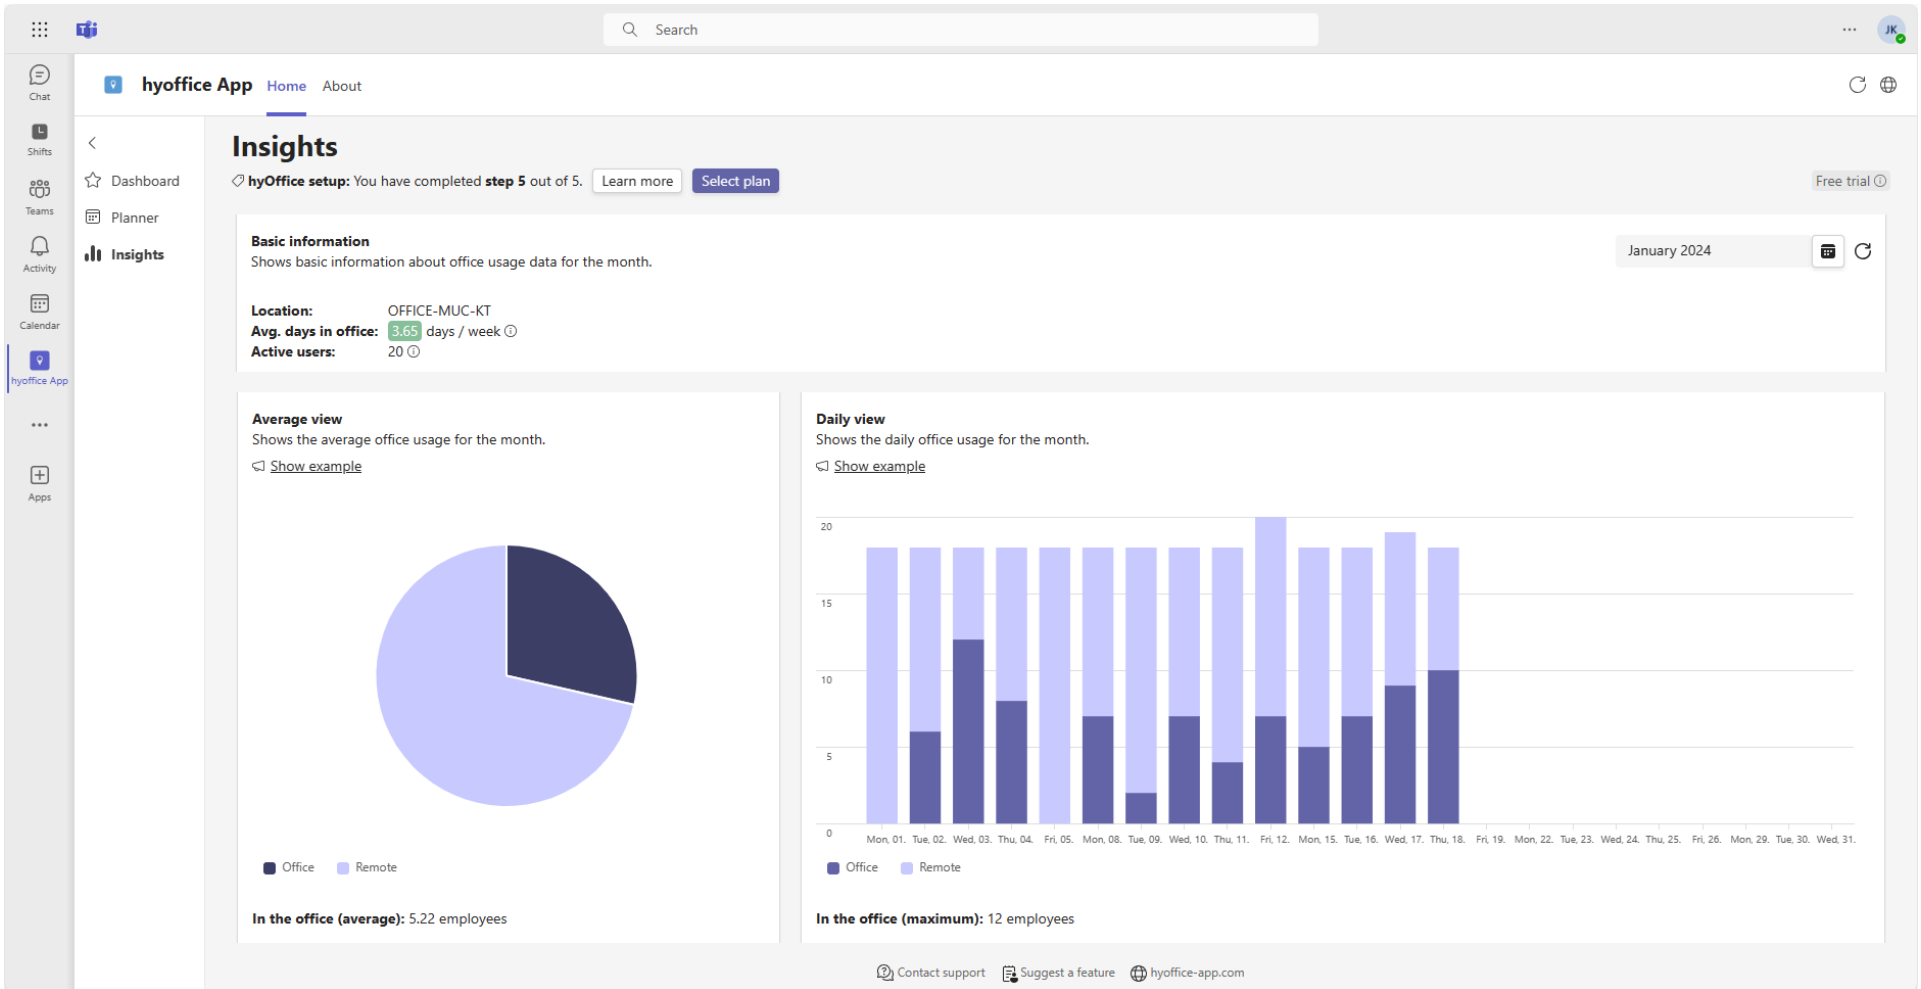 Search
JK
Chat
Shifts
Teams
Activity
Calendar
hyoffice App
Apps
hyoffice App Home About
Dashboard
Planner
Insights
Insights
hyOffice setup: You have completed step 5 out of 5. Learn more Select plan
Free trial
Basic information
Shows basic information about office usage data for the month.
January 2024
Location: OFFICE-MUC-KT
Avg. days in office: 3.65 days / week
Active users: 20
Average view
Shows the average office usage for the month.
Show example
Office Remote
In the office (average): 5.22 employees
Daily view
Shows the daily office usage for the month.
Show example
20
15
10
5
0
Mon, 01. Tue, 02. Wed, 03. Thu, 04. Fri, 05. Mon, 08. Tue, 09. Wed, 10. Thu, 11. Fri, 12. Mon, 15. Tue, 16. Wed, 17. Thu, 18. Fri, 19. Mon, 22. Tue, 23. Wed, 24. Thu, 25. Fri, 26. Mon, 29. Tue, 30. Wed, 31.
Office Remote
In the office (maximum): 12 employees
Contact support Suggest a feature hyoffice-app.com